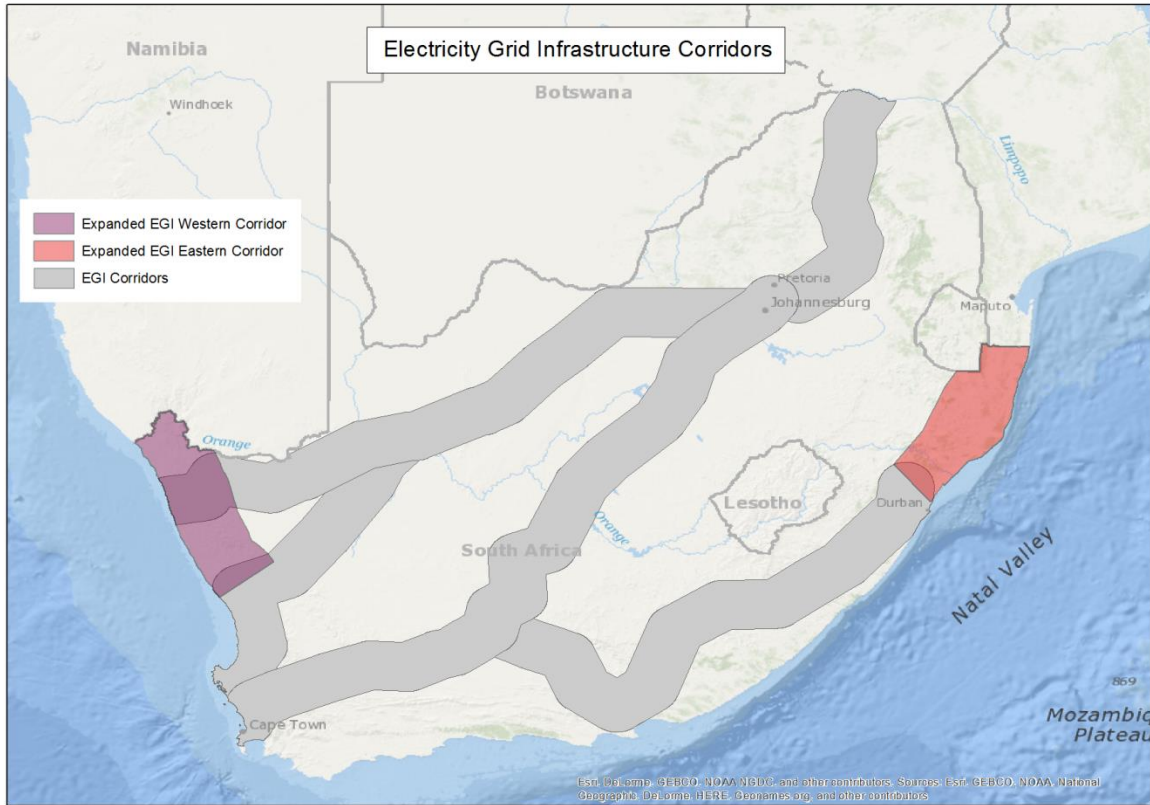 Electricity Grid Infrastructure Corridors
Namibia
Windhoek
Botswana
Limpopo
Expanded EGI Western Corridor
Expanded EGI Eastern Corridor
EGI Corridors
Pretoria
Johannesburg
Maputo
Orange
Lesotho
Durban
Orange
South Africa
Natal Valley
Cape Town
859
Mozambiq
Plateau
Esri, DeLorme, GEBCO, NOAA NGDC, and other contributors. Sources: Esri, GEBCO, NOAA, National
Geographic, DeLorme, HERE, Geonames.org, and other contributors